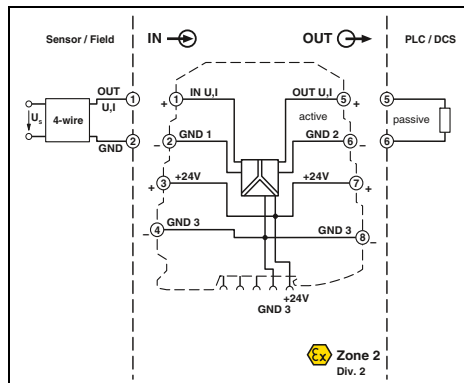 Sensor / Field
IN
OUT
PLC / DCS
OUT
U,I
1
+
1
IN U,I
OUT U,I
5
+
5
Us
4-wire
active
passive
GND
2
GND 1
GND 2
2
–
6
–
6
+24V
+24V
+
3
7
+
GND 3
GND 3
–
4
8
–
+24V
GND 3
Ex Zone 2
Div. 2